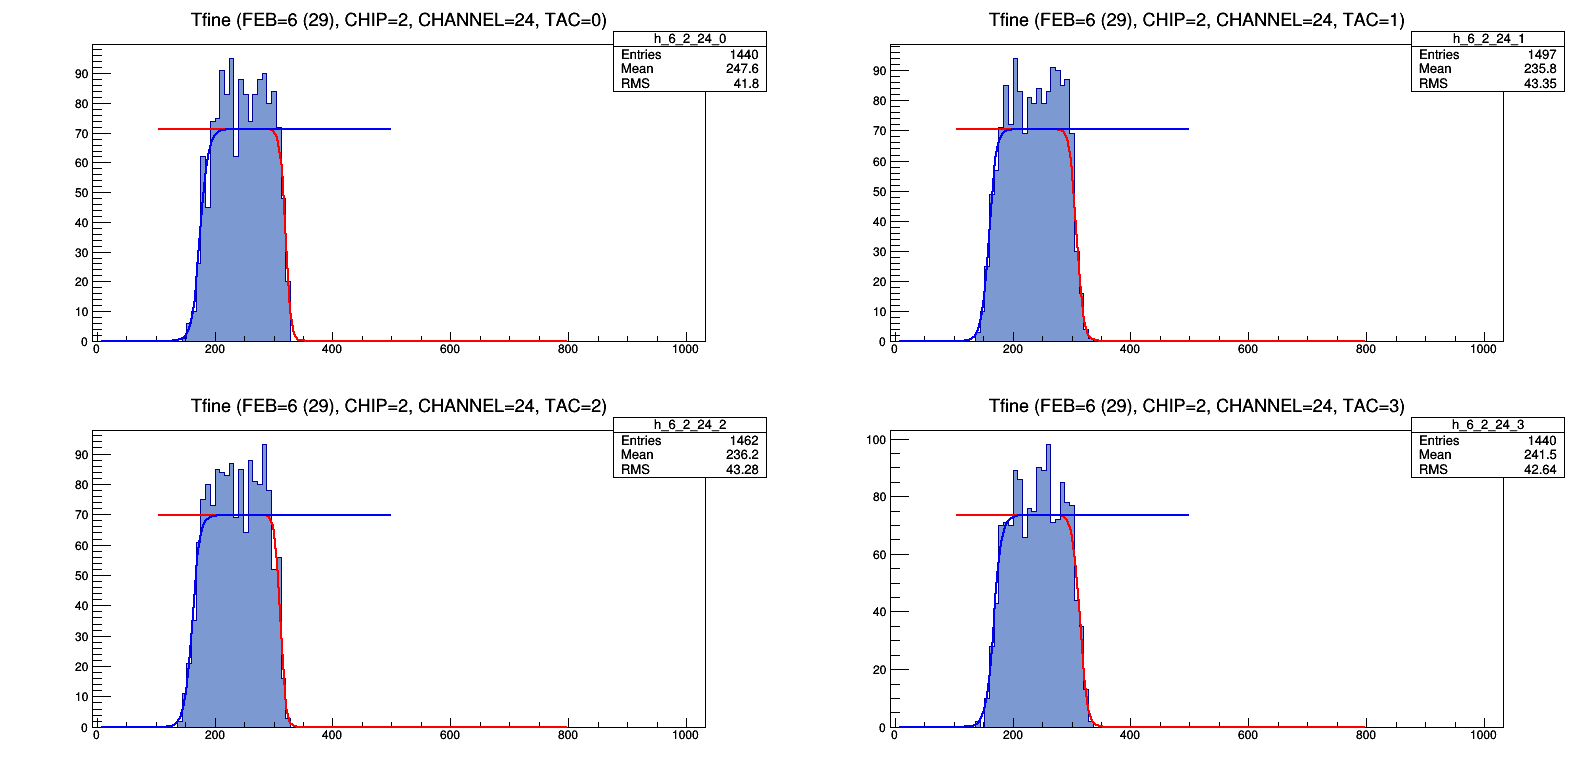 Tfine (FEB=6 (29), CHIP=2, CHANNEL=24, TAC=0)
h_6_2_24_0
Entries 1440
Mean 247.6
RMS 41.8
90
80
70
60
50
40
30
20
10
0
0 200 400 600 800 1000
Tfine (FEB=6 (29), CHIP=2, CHANNEL=24, TAC=1)
h_6_2_24_1
Entries 1497
Mean 235.8
RMS 43.35
90
80
70
60
50
40
30
20
10
0
0 200 400 600 800 1000
Tfine (FEB=6 (29), CHIP=2, CHANNEL=24, TAC=2)
h_6_2_24_2
Entries 1462
Mean 236.2
RMS 43.28
90
80
70
60
50
40
30
20
10
0
0 200 400 600 800 1000
Tfine (FEB=6 (29), CHIP=2, CHANNEL=24, TAC=3)
h_6_2_24_3
Entries 1440
Mean 241.5
RMS 42.64
100
80
60
40
20
0
0 200 400 600 800 1000